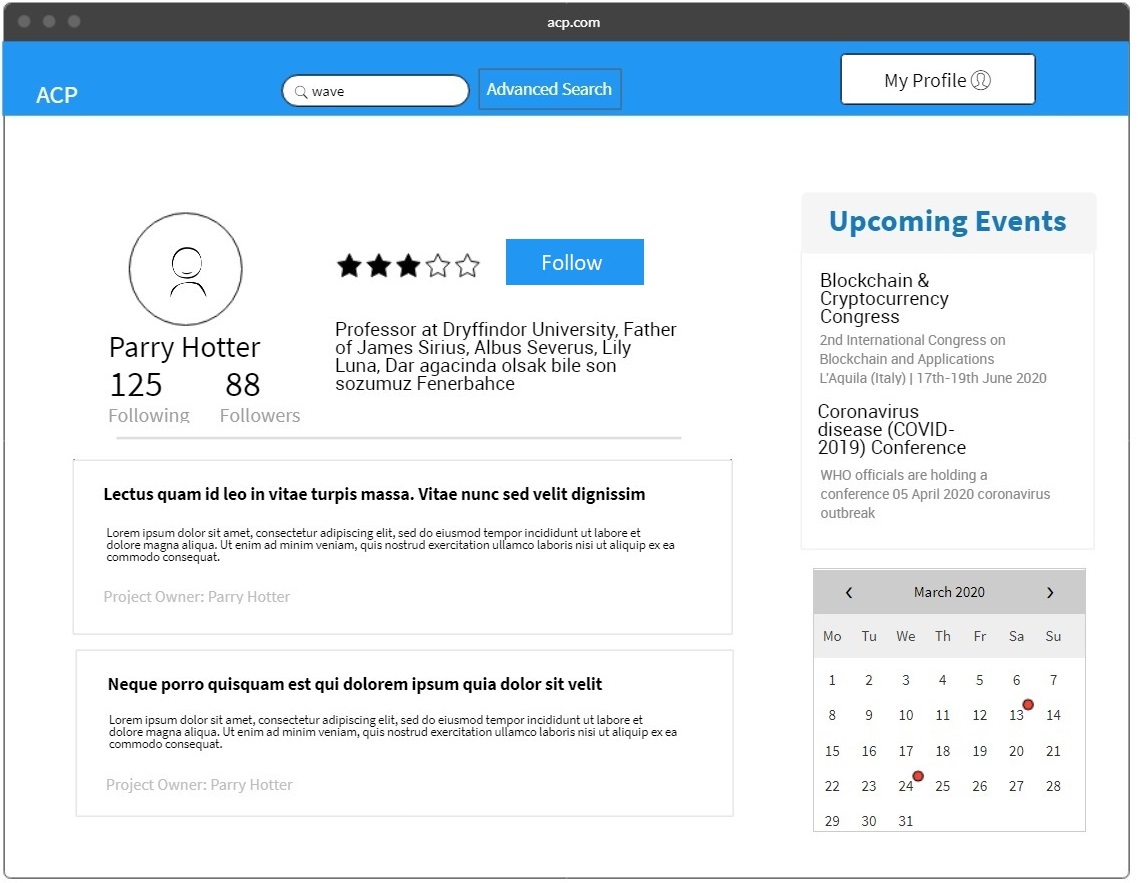 acp.com
ACP
wave
Advanced Search
My Profile
Parry Hotter
125 88
Following Followers
Follow
Professor at Dryffindor University, Father
of James Sirius, Albus Severus, Lily
Luna, Dar agacinda olsak bile son
sozumuz Fenerbahce
Lectus quam id leo in vitae turpis massa. Vitae nunc sed velit dignissim
Lorem ipsum dolor sit amet, consectetur adipiscing elit, sed do eiusmod tempor incididunt ut labore et
dolore magna aliqua. Ut enim ad minim veniam, quis nostrud exercitation ullamco laboris nisi ut aliquip ex ea
commodo consequat.
Project Owner: Parry Hotter
Neque porro quisquam est qui dolorem ipsum quia dolor sit velit
Lorem ipsum dolor sit amet, consectetur adipiscing elit, sed do eiusmod tempor incididunt ut labore et
dolore magna aliqua. Ut enim ad minim veniam, quis nostrud exercitation ullamco laboris nisi ut aliquip ex ea
commodo consequat.
Project Owner: Parry Hotter
Upcoming Events
Blockchain &
Cryptocurrency
Congress
2nd International Congress on
Blockchain and Applications
L'Aquila (Italy) | 17th-19th June 2020
Coronavirus
disease (COVID-
2019) Conference
WHO officials are holding a
conference 05 April 2020 coronavirus
outbreak
March 2020
Mo Tu We Th Fr Sa Su
1 2 3 4 5 6 7
8 9 10 11 12 13 14
15 16 17 18 19 20 21
22 23 24 25 26 27 28
29 30 31